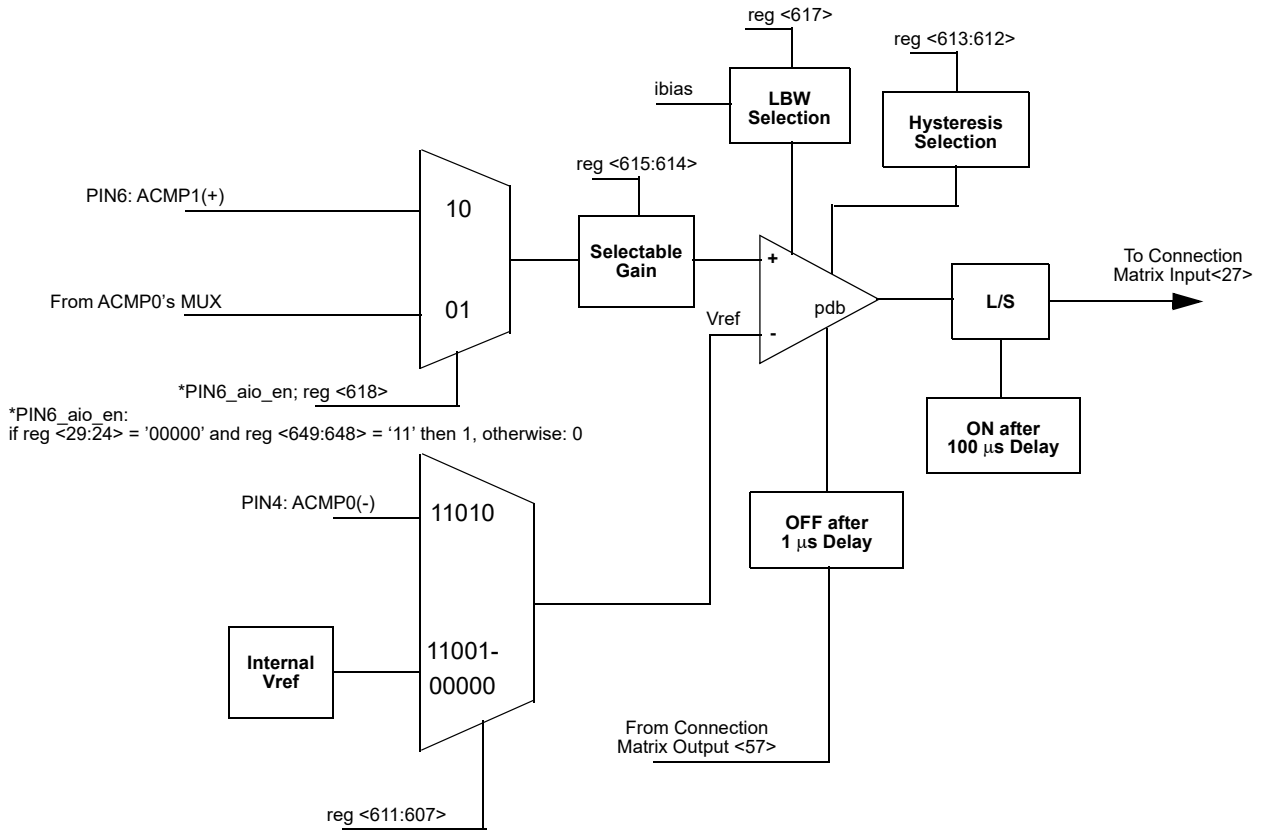 reg <617>
reg <613:612>
ibias
LBW
Selection
Hysteresis
Selection
reg <615:614>
PIN6: ACMP1(+)
10
Selectable
Gain
+
To Connection
Matrix Input<27>
From ACMP0's MUX
01
L/S
pdb
Vref
-
*PIN6_aio_en; reg <618>
*PIN6_aio_en:
if reg <29:24> = ’00000’ and reg <649:648> = ‘11’ then 1, otherwise: 0
ON after
100 μs Delay
PIN4: ACMP0(-)
11010
OFF after
1 μs Delay
11001-
00000
Internal
Vref
From Connection
Matrix Output <57>
reg <611:607>